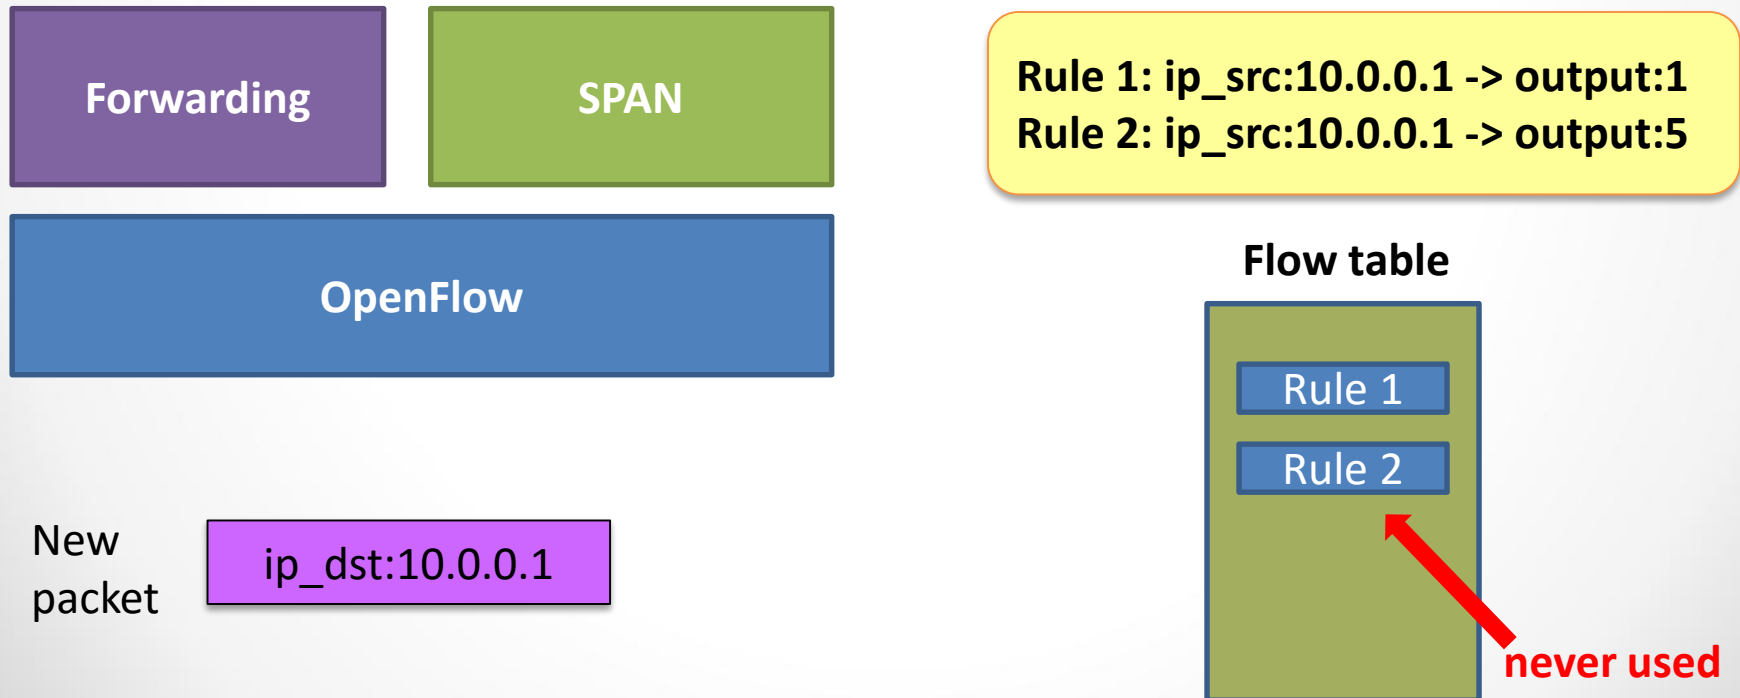 Forwarding
SPAN
OpenFlow
Rule 1: ip_src:10.0.0.1 -> output:1
Rule 2: ip_src:10.0.0.1 -> output:5
Flow table
Rule 1
Rule 2
never used
New
packet
ip_dst:10.0.0.1